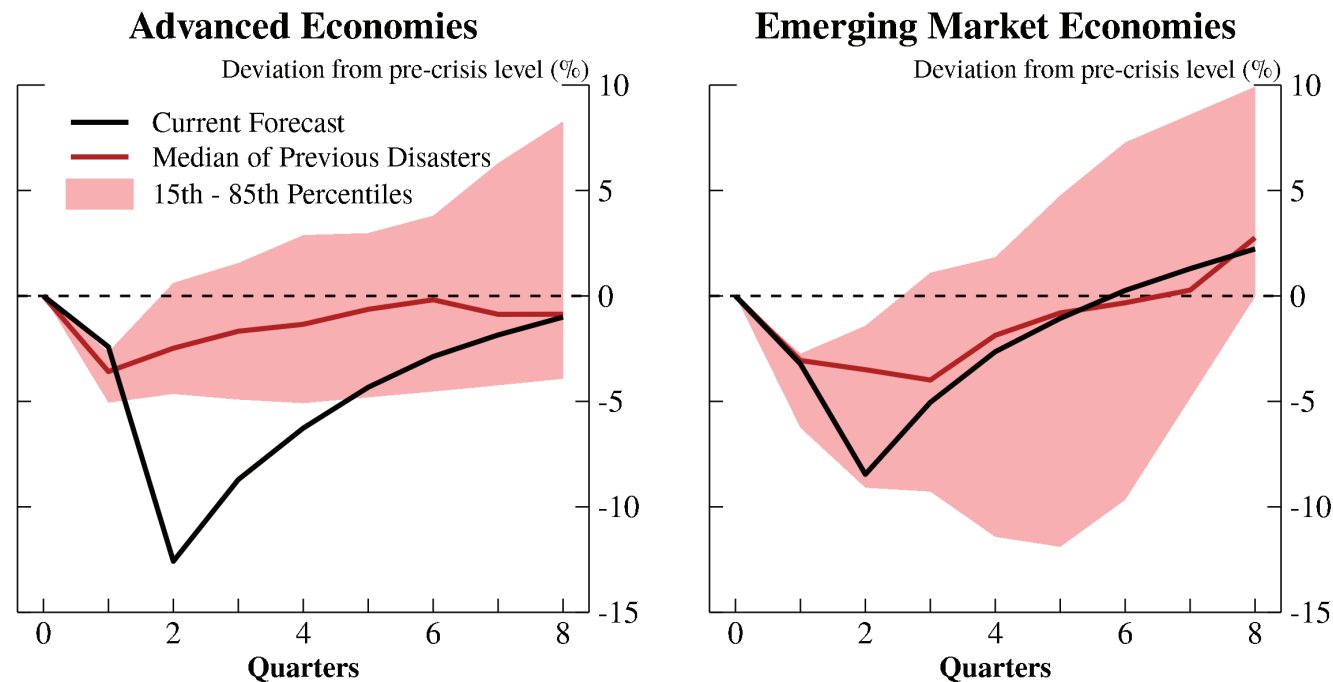 Advanced Economies
Deviation from pre-crisis level (%)
10
Current Forecast
Median of Previous Disasters
5
15th - 85th Percentiles
0
-5
-10
-15
0 2 4 6 8
Quarters
Emerging Market Economies
Deviation from pre-crisis level (%)
10
5
0
-5
-10
-15
0 2 4 6 8
Quarters